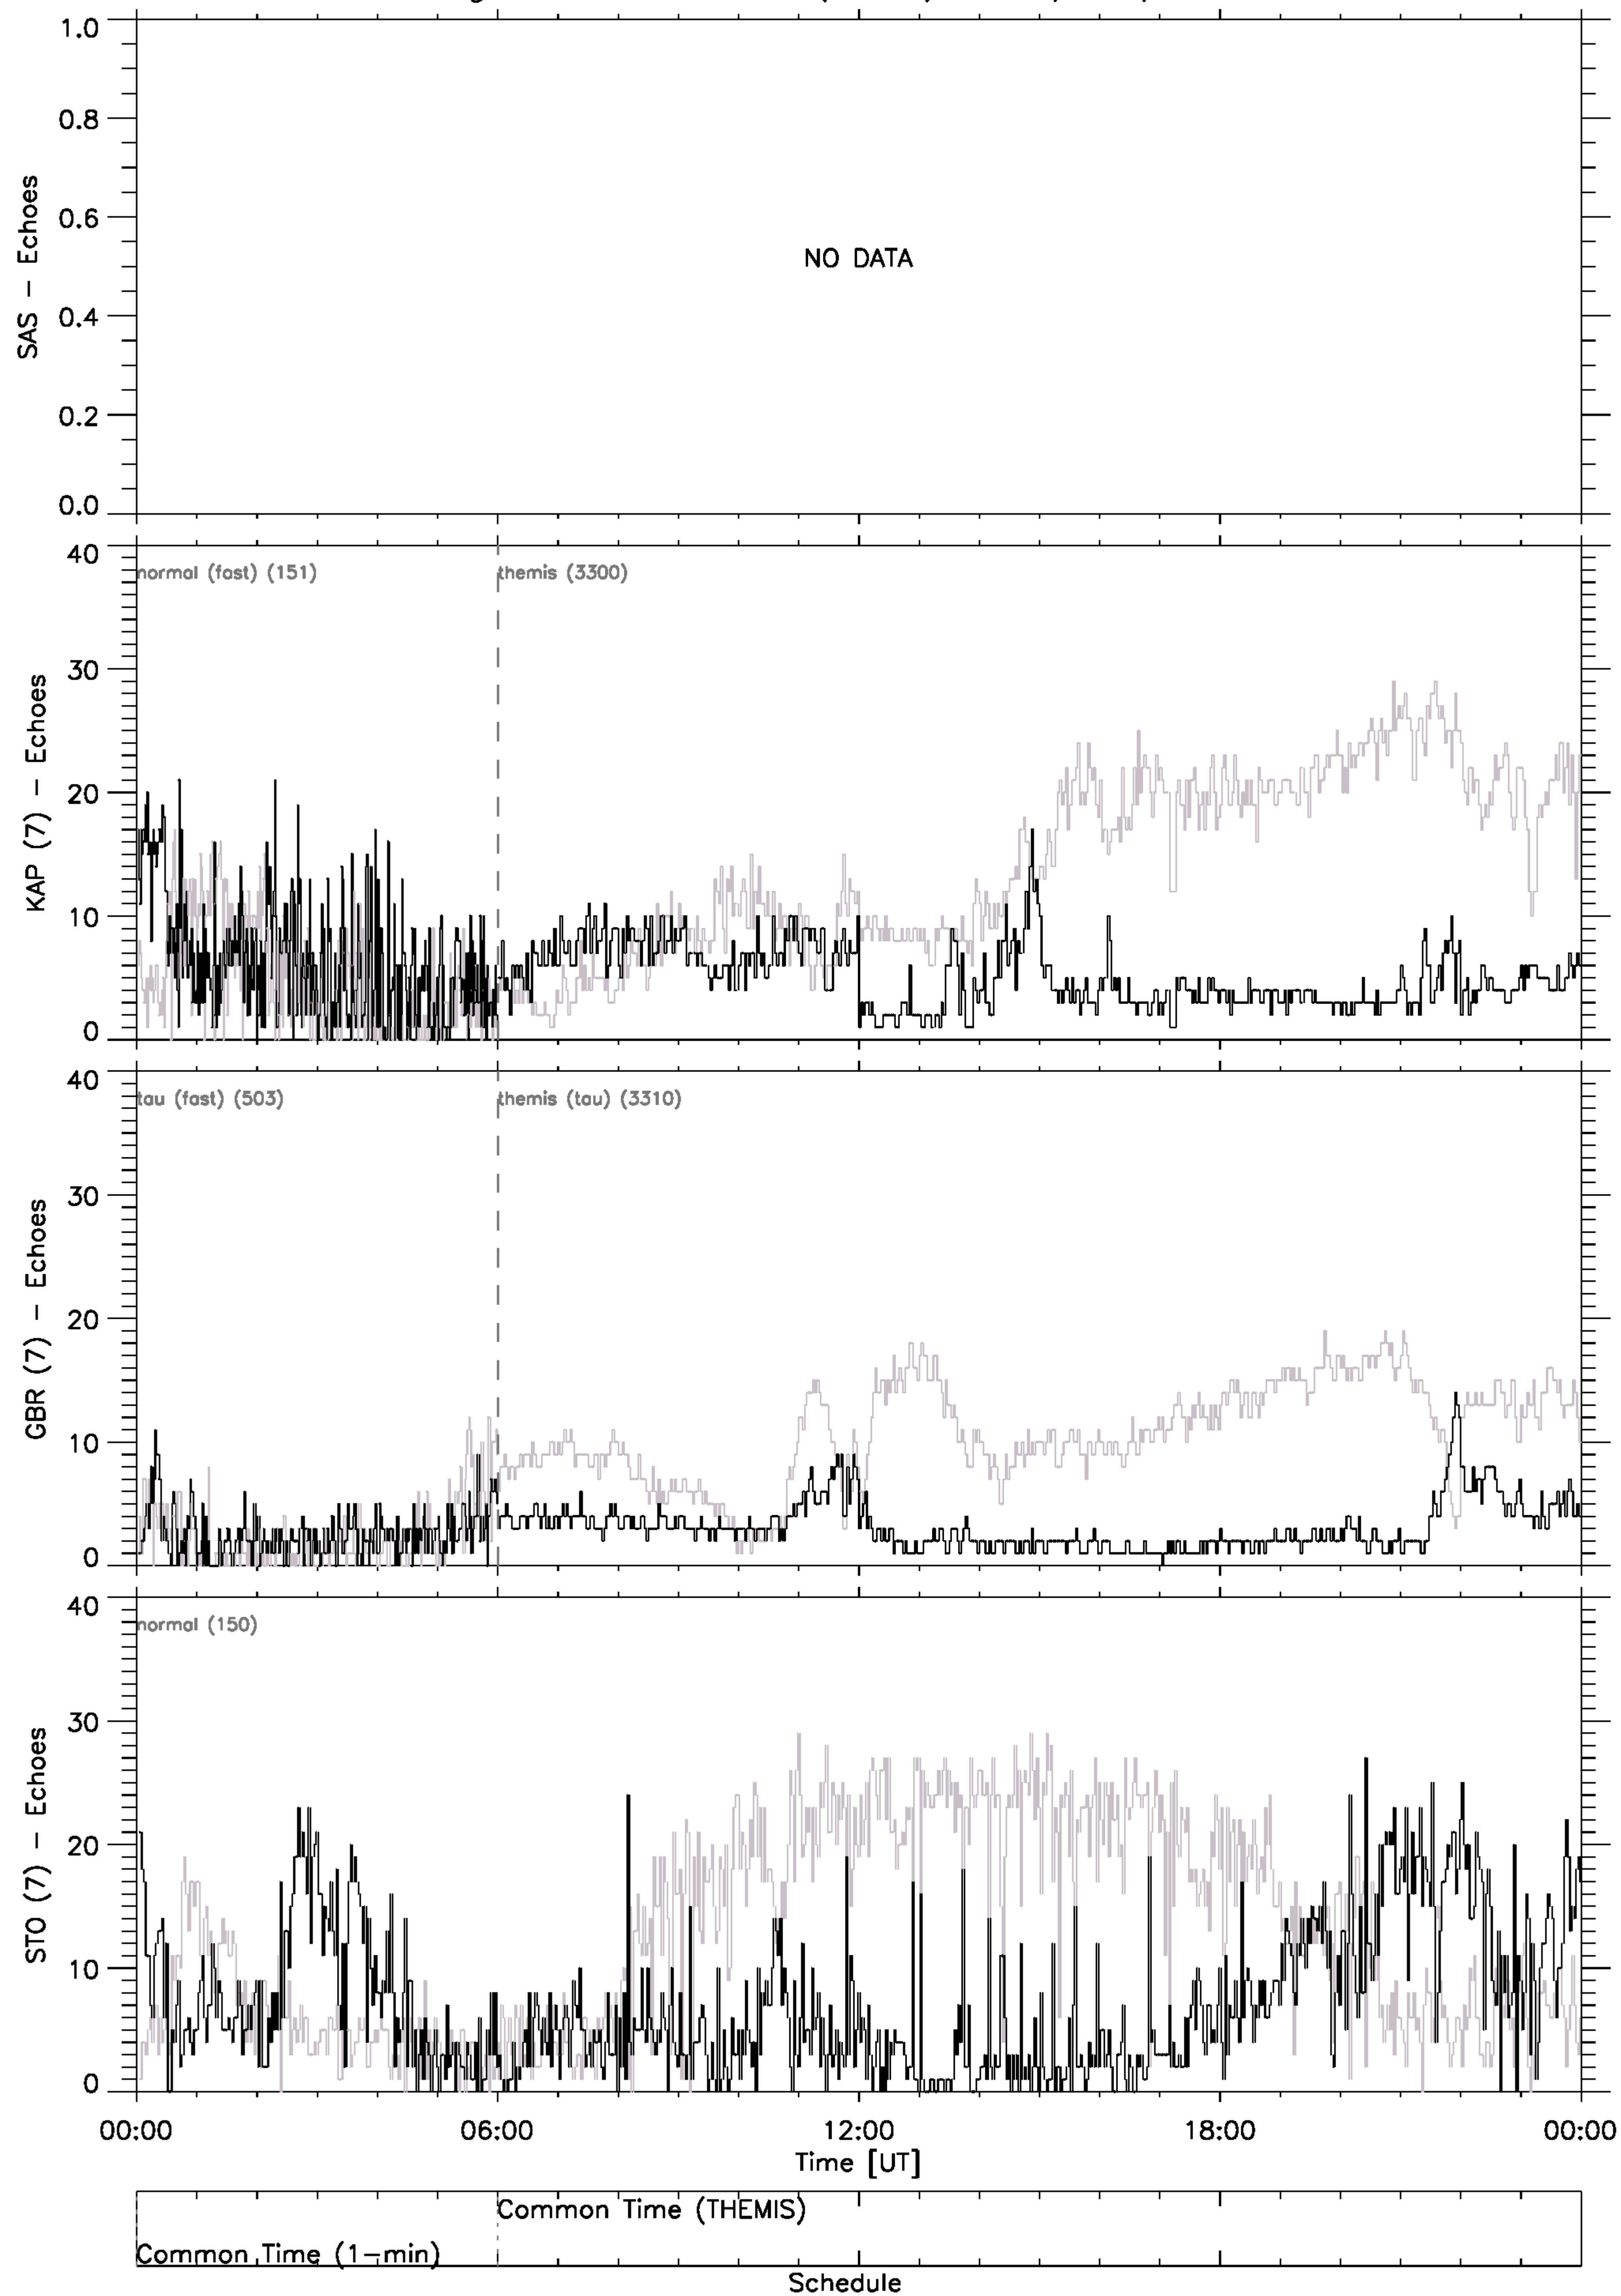 1.0
0.8
0.6
0.4
0.2
0.0
SAS – Echoes
NO DATA
40
30
20
10
0
KAP (7) – Echoes
normal (fast) (151)
themis (3300)
40
30
20
10
0
GBR (7) – Echoes
tau (fast) (503)
themis (tau) (3310)
40
30
20
10
0
STO (7) – Echoes
normal (150)
00:00
06:00
12:00
18:00
00:00
Time [UT]
Common Time (THEMIS)
Common Time (1–min)
Schedule